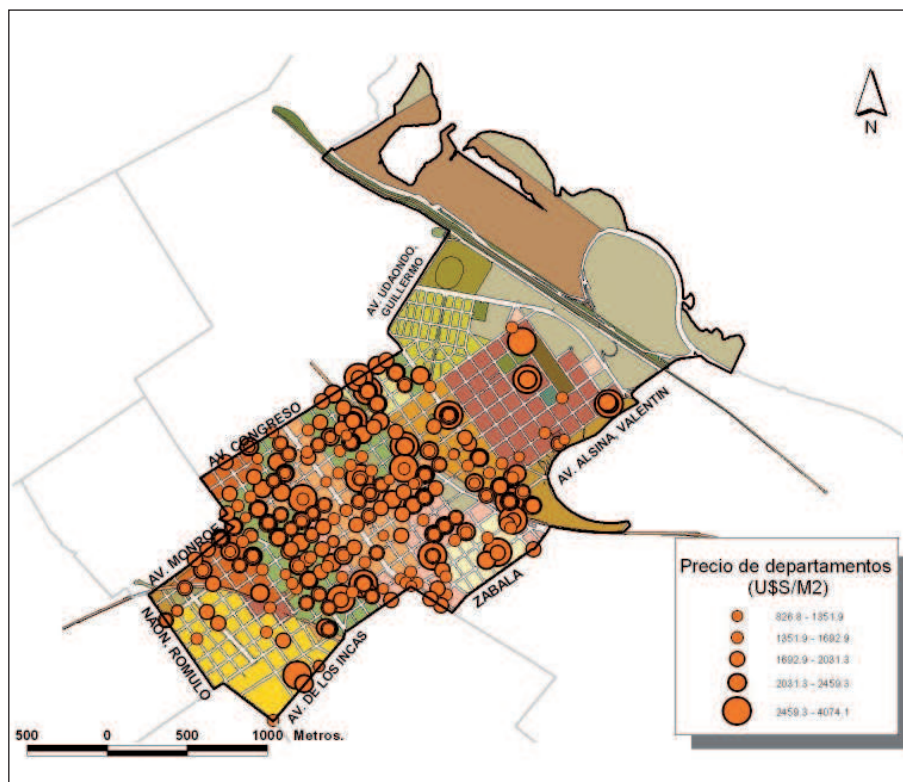 N
AV. UDAONDO,
GUILLERMO
AV. CONGRESO
AV. ALSINA, VALENTIN
AV. MONROE
ZABALA
NAON, ROMULO
AV. DE LOS INCAS
Precio de departamentos
(U$S/M2)
826.8 - 1351.9
1351.9 - 1692.9
1692.9 - 2031.3
2031.3 - 2459.3
2459.3 - 4074.1
500 0 500 1000 Metros.